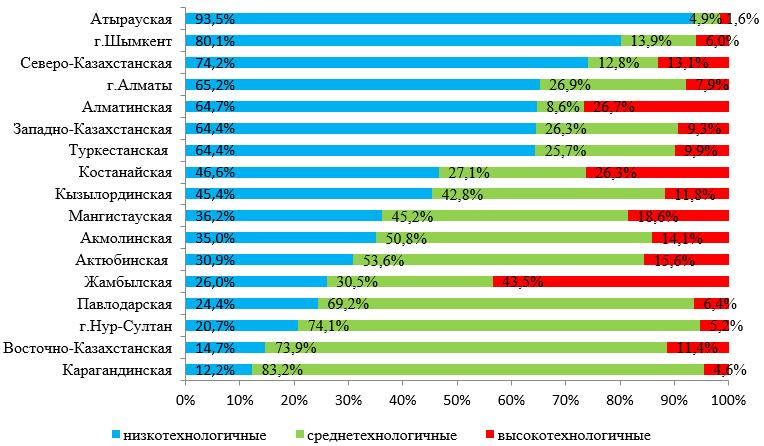 Атырауская 93,5% 4,9% 1,6%
г.Шымкент 80,1% 13,9% 6,0%
Северо-Казахстанская 74,2% 12,8% 13,1%
г.Алматы 65,2% 26,9% 7,9%
Алматинская 64,7% 8,6% 26,7%
Западно-Казахстанская 64,4% 26,3% 9,3%
Туркестанская 64,4% 25,7% 9,9%
Костанайская 46,6% 27,1% 26,3%
Кызылординская 45,4% 42,8% 11,8%
Мангистауская 36,2% 45,2% 18,6%
Акмолинская 35,0% 50,8% 14,1%
Актюбинская 30,9% 53,6% 15,6%
Жамбылская 26,0% 30,5% 43,5%
Павлодарская 24,4% 69,2% 6,4%
г.Нур-Султан 20,7% 74,1% 5,2%
Восточно-Казахстанская 14,7% 73,9% 11,4%
Карагандинская 12,2% 83,2% 4,6%
0% 10% 20% 30% 40% 50% 60% 70% 80% 90% 100%
низкотехнологичные среднетехнологичные высокотехнологичные